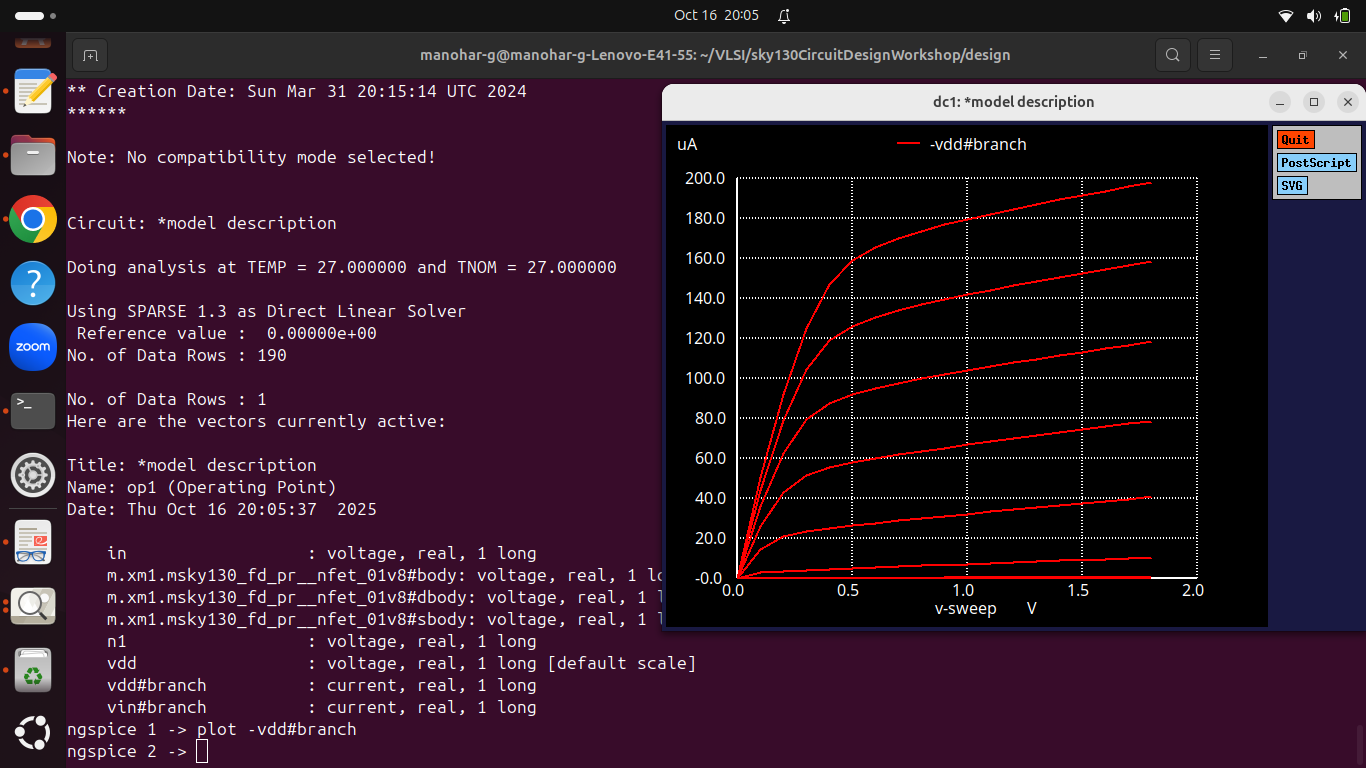 Oct 16 20:05
manohar-g@manohar-g-Lenovo-E41-55: ~/VLSI/sky130CircuitDesignWorkshop/design
** Creation Date: Sun Mar 31 20:15:14 UTC 2024
******
Note: No compatibility mode selected!
Circuit: *model description
Doing analysis at TEMP = 27.000000 and TNOM = 27.000000
Using SPARSE 1.3 as Direct Linear Solver
Reference value :  0.00000e+00
No. of Data Rows : 190
No. of Data Rows : 1
Here are the vectors currently active:
Title: *model description
Name: op1 (Operating Point)
Date: Thu Oct 16 20:05:37  2025
in : voltage, real, 1 long
m.xm1.msky130_fd_pr__nfet_01v8#body: voltage, real, 1 lo
m.xm1.msky130_fd_pr__nfet_01v8#dbody: voltage, real, 1 l
m.xm1.msky130_fd_pr__nfet_01v8#sbody: voltage, real, 1 l
n1 : voltage, real, 1 long
vdd : voltage, real, 1 long [default scale]
vdd#branch : current, real, 1 long
vin#branch : current, real, 1 long
ngspice 1 -> plot -vdd#branch
ngspice 2 ->
dc1: *model description
uA
-vdd#branch
200.0
180.0
160.0
140.0
120.0
100.0
80.0
60.0
40.0
20.0
-0.0
0.0 0.5 1.0 1.5 2.0
v-sweep V
Quit
PostScript
SVG
zoom
>_
?